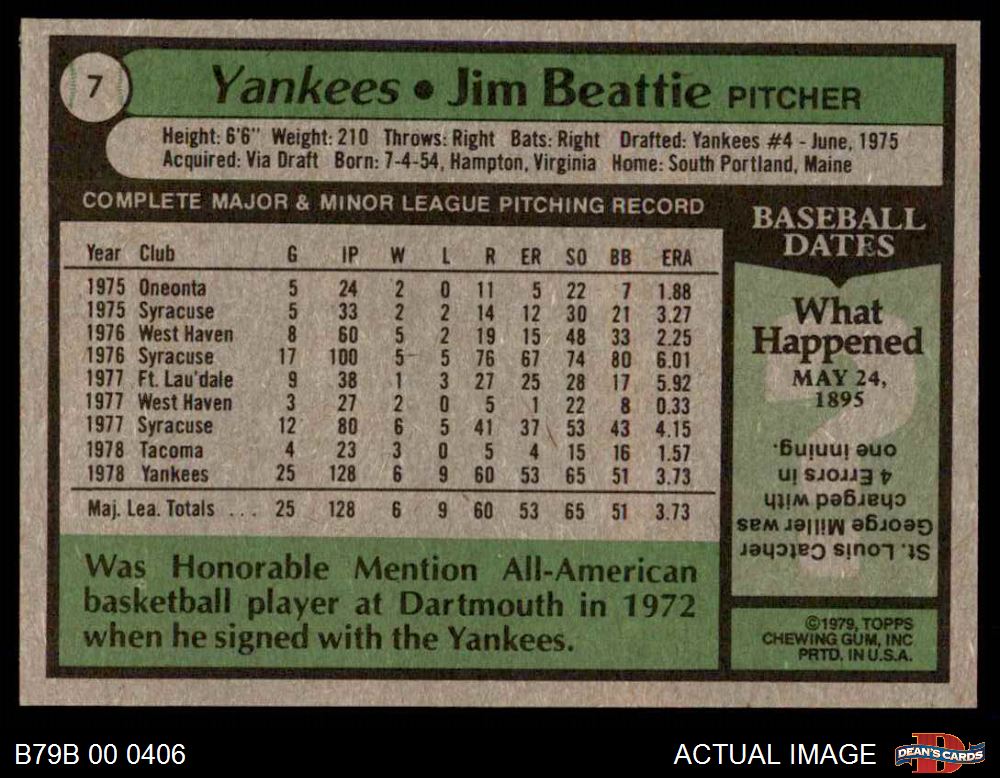 7
Yankees • Jim Beattie PITCHER
Height: 6'6" Weight: 210 Throws: Right Bats: Right Drafted: Yankees #4 - June, 1975
Acquired: Via Draft Born: 7-4-54, Hampton, Virginia Home: South Portland, Maine
COMPLETE MAJOR & MINOR LEAGUE PITCHING RECORD
Year Club G IP W L R ER SO BB ERA
1975 Oneonta 5 24 2 0 11 5 22 7 1.88
1975 Syracuse 5 33 2 2 14 12 30 21 3.27
1976 West Haven 8 60 5 2 19 15 48 33 2.25
1976 Syracuse 17 100 5 5 76 67 74 80 6.01
1977 Ft. Lau'dale 9 38 1 3 27 25 28 17 5.92
1977 West Haven 3 27 2 0 5 1 22 8 0.33
1977 Syracuse 12 80 6 5 41 37 53 43 4.15
1978 Tacoma 4 23 3 0 5 4 15 16 1.57
1978 Yankees 25 128 6 9 60 53 65 51 3.73
Maj. Lea. Totals ... 25 128 6 9 60 53 65 51 3.73
Was Honorable Mention All-American
basketball player at Dartmouth in 1972
when he signed with the Yankees.
BASEBALL
DATES
What
Happened
MAY 24,
1895
St. Louis Catcher
George Miller was
charged with
4 Errors in
one inning.
©1979, TOPPS
CHEWING GUM, INC
PRTD. IN U.S.A.
B79B 00 0406
ACTUAL IMAGE
DEAN'S CARDS